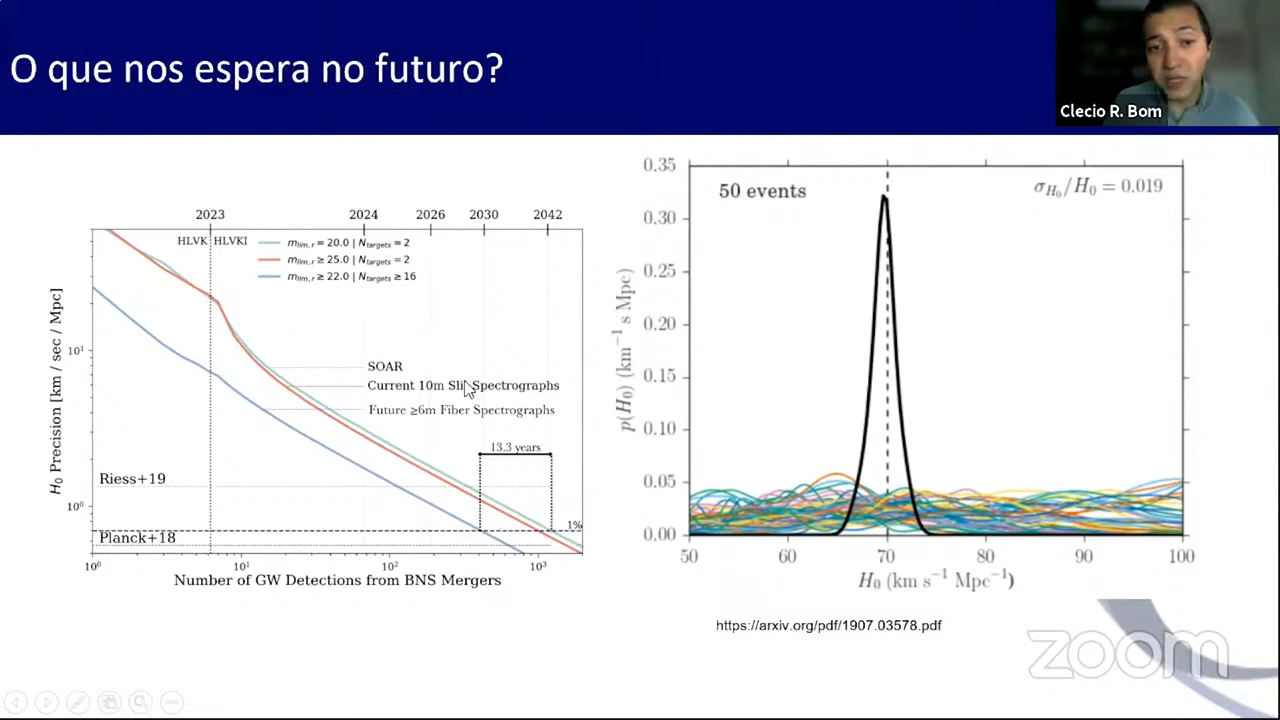 O que nos espera no futuro?
Clecio R. Bom
2023 2024 2026 2030 2042
HLVK HLVKI
m_lim,r = 20.0 | N_targets = 2
m_lim,r ≥ 25.0 | N_targets = 2
m_lim,r ≥ 22.0 | N_targets ≥ 16
H₀ Precision [km / sec / Mpc]
10¹
10⁰
SOAR
Current 10m Slit Spectrographs
Future ≥6m Fiber Spectrographs
13.3 years
Riess+19
1%
Planck+18
10⁰ 10¹ 10² 10³
Number of GW Detections from BNS Mergers
50 events
σ_H₀/H₀ = 0.019
p(H₀) (km⁻¹ s Mpc)
0.35
0.30
0.25
0.20
0.15
0.10
0.05
0.00
50 60 70 80 90 100
H₀ (km s⁻¹ Mpc⁻¹)
https://arxiv.org/pdf/1907.03578.pdf
zoom